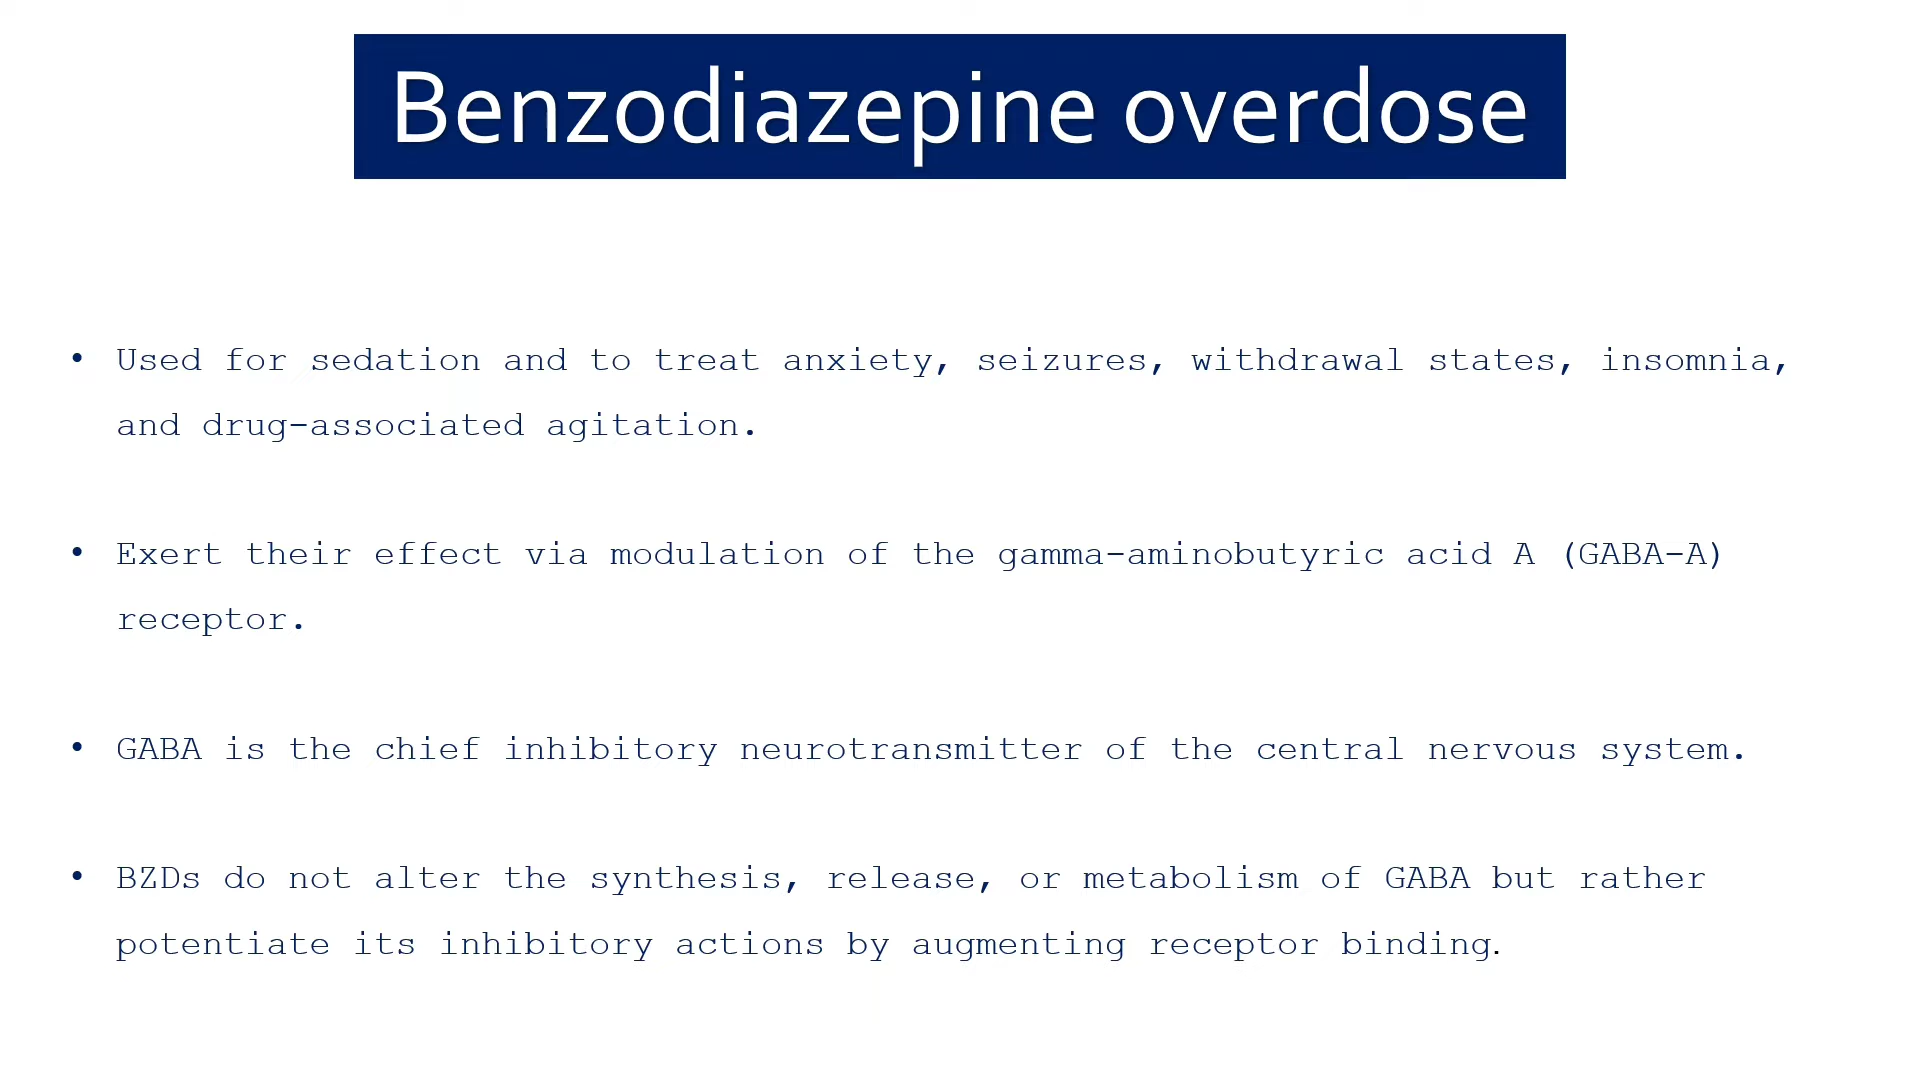 Benzodiazepine overdose
• Used for sedation and to treat anxiety, seizures, withdrawal states, insomnia,
and drug-associated agitation.
• Exert their effect via modulation of the gamma-aminobutyric acid A (GABA-A)
receptor.
• GABA is the chief inhibitory neurotransmitter of the central nervous system.
• BZDs do not alter the synthesis, release, or metabolism of GABA but rather
potentiate its inhibitory actions by augmenting receptor binding.